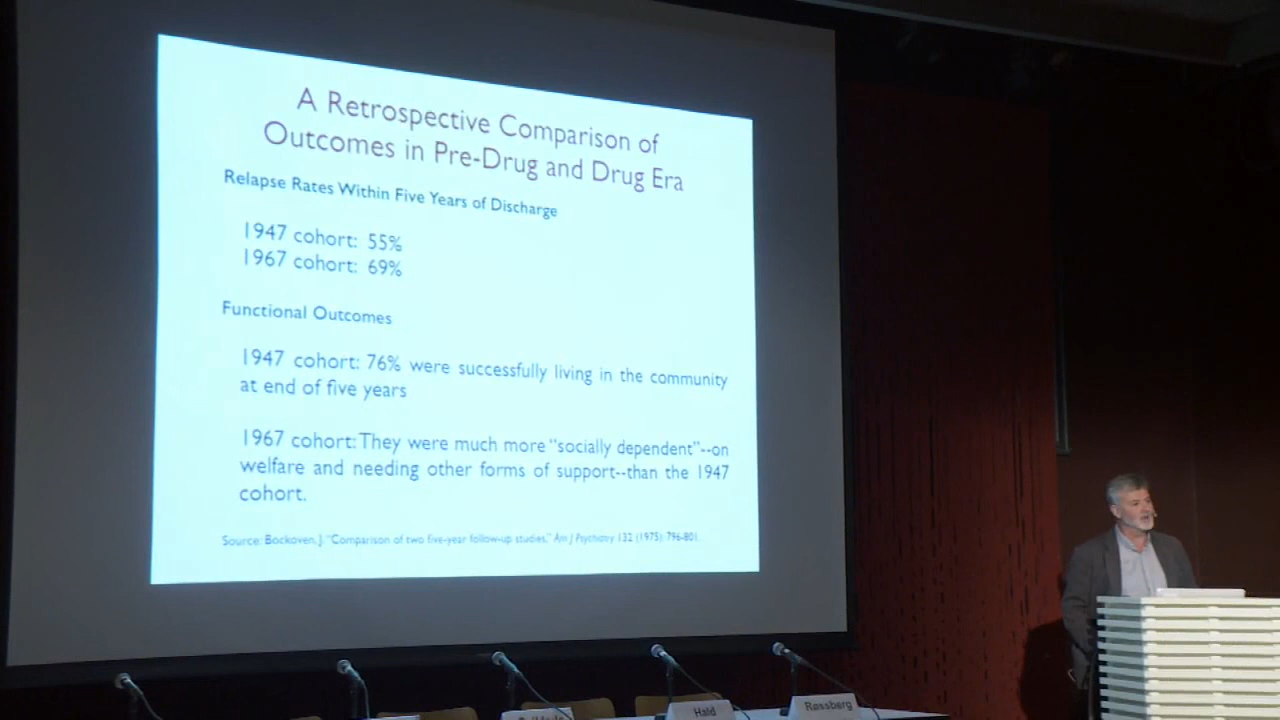 A Retrospective Comparison of
Outcomes in Pre-Drug and Drug Era
Relapse Rates Within Five Years of Discharge
1947 cohort: 55%
1967 cohort: 69%
Functional Outcomes
1947 cohort: 76% were successfully living in the community
at end of five years
1967 cohort: They were much more “socially dependent”--on
welfare and needing other forms of support--than the 1947
cohort.
Source: Bockoven, J. “Comparison of two five-year follow-up studies,” Am J Psychiatry 132 (1975): 796-801.
Hald
Røssberg